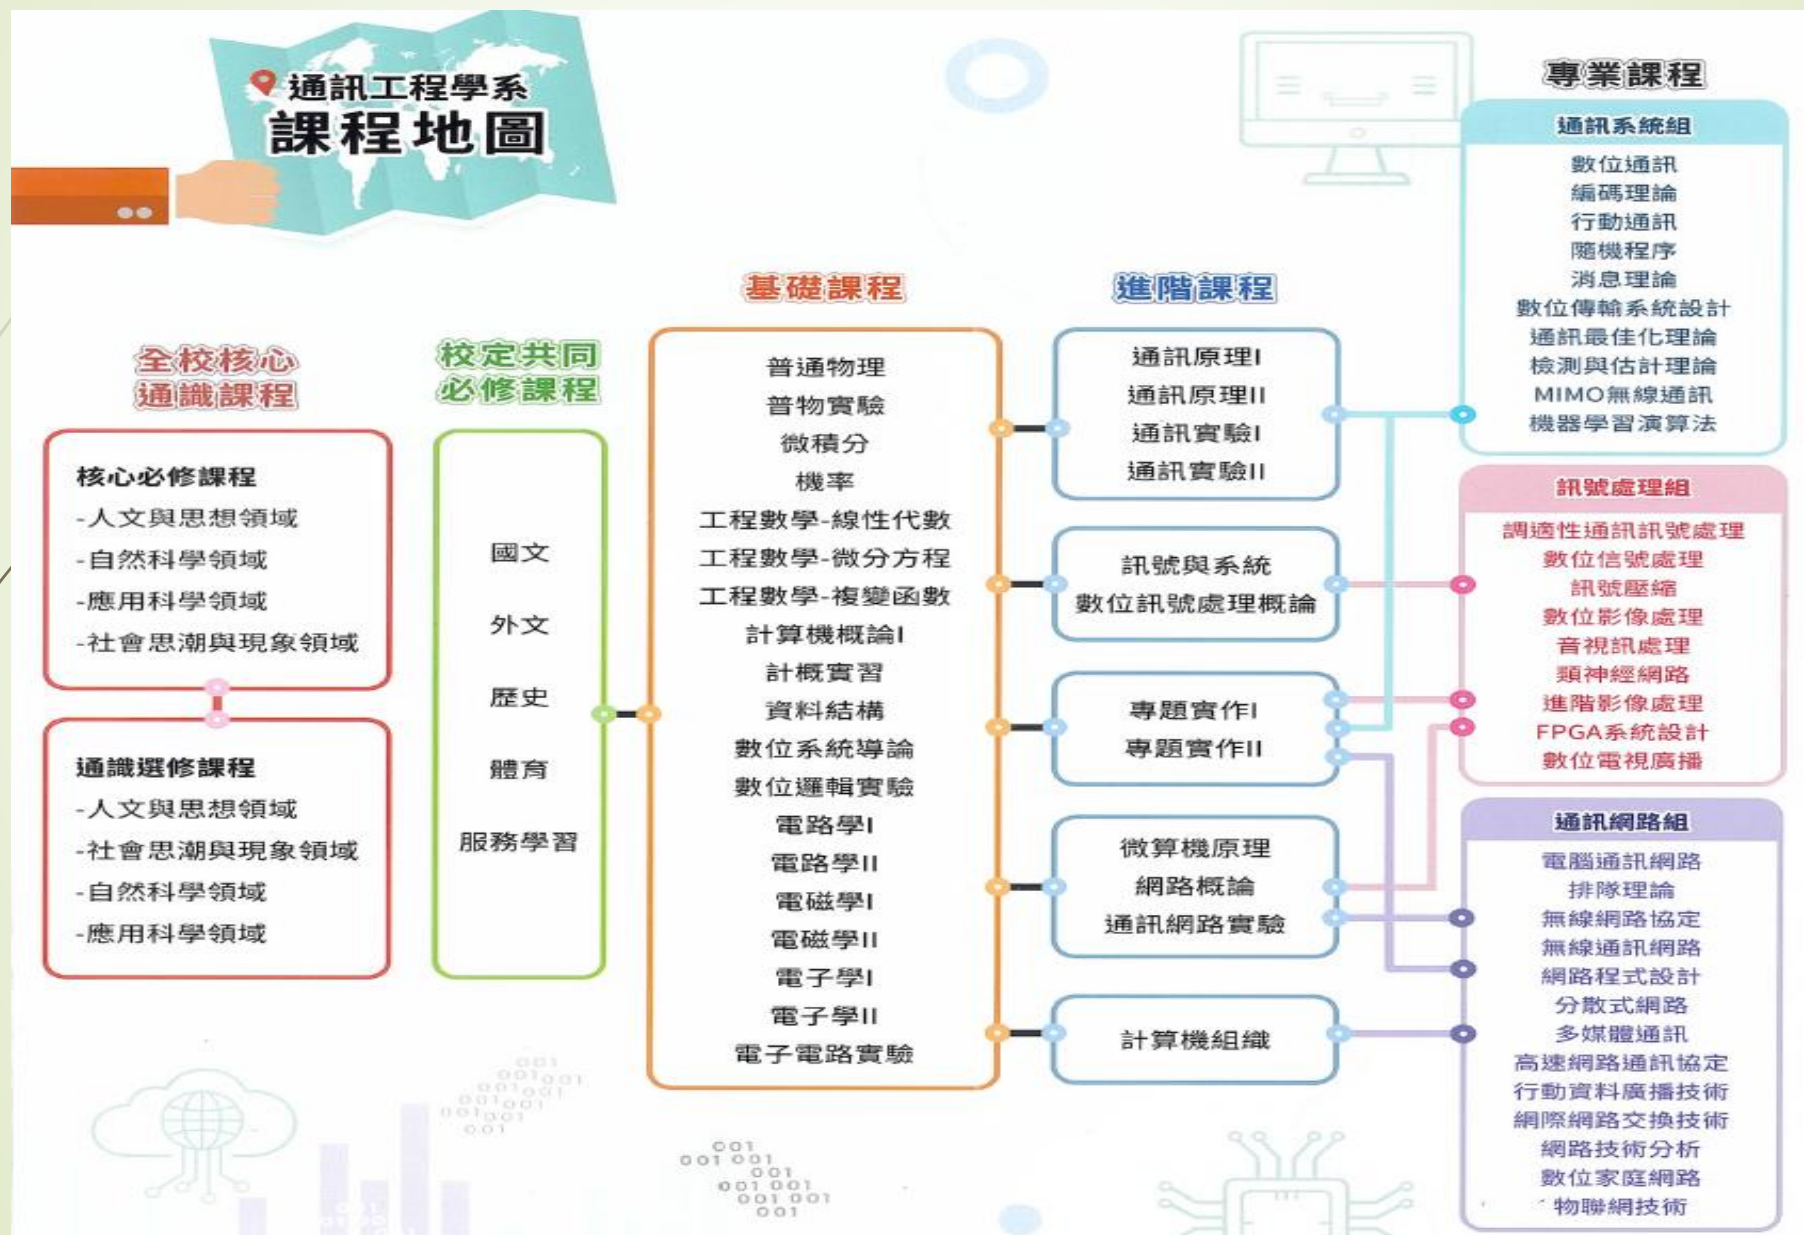 通訊工程學系
課程地圖
全校核心
通識課程
核心必修課程
-人文與思想領域
-自然科學領域
-應用科學領域
-社會思潮與現象領域
通識選修課程
-人文與思想領域
-社會思潮與現象領域
-自然科學領域
-應用科學領域
校定共同
必修課程
國文
外文
歷史
體育
服務學習
基礎課程
普通物理
普物實驗
微積分
機率
工程數學-線性代數
工程數學-微分方程
工程數學-複變函數
計算機概論I
計概實習
資料結構
數位系統導論
數位邏輯實驗
電路學I
電路學II
電磁學I
電磁學II
電子學I
電子學II
電子電路實驗
進階課程
通訊原理I
通訊原理II
通訊實驗I
通訊實驗II
訊號與系統
數位訊號處理概論
專題實作I
專題實作II
微算機原理
網路概論
通訊網路實驗
計算機組織
專業課程
通訊系統組
數位通訊
編碼理論
行動通訊
隨機程序
消息理論
數位傳輸系統設計
通訊最佳化理論
檢測與估計理論
MIMO無線通訊
機器學習演算法
訊號處理組
調適性通訊訊號處理
數位信號處理
訊號壓縮
數位影像處理
音視訊處理
類神經網路
進階影像處理
FPGA系統設計
數位電視廣播
通訊網路組
電腦通訊網路
排隊理論
無線網路協定
無線通訊網路
網路程式設計
分散式網路
多媒體通訊
高速網路通訊協定
行動資料廣播技術
網際網路交換技術
網路技術分析
數位家庭網路
物聯網技術
001
001 001
001
001 001
001 001
001